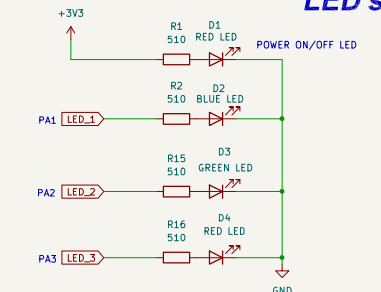 LED's
+3V3
R1
510
D1
RED LED
POWER ON/OFF LED
R2
510
D2
BLUE LED
PA1
LED_1
R15
510
D3
GREEN LED
PA2
LED_2
R16
510
D4
RED LED
PA3
LED_3
GND